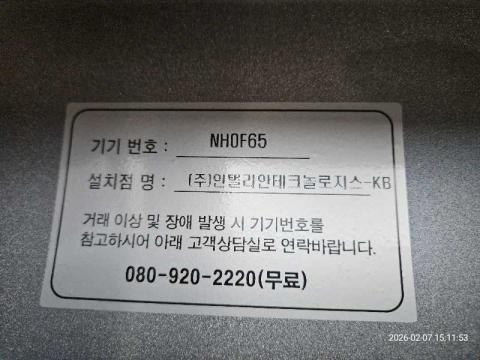 기기 번호 : NH0F65
설치점 명 : (주)인탤리안테크놀로지스-KB
거래 이상 및 장애 발생 시 기기번호를
참고하시어 아래 고객상담실로 연락바랍니다.
080-920-2220(무료)
2026-02-07 15:11:53